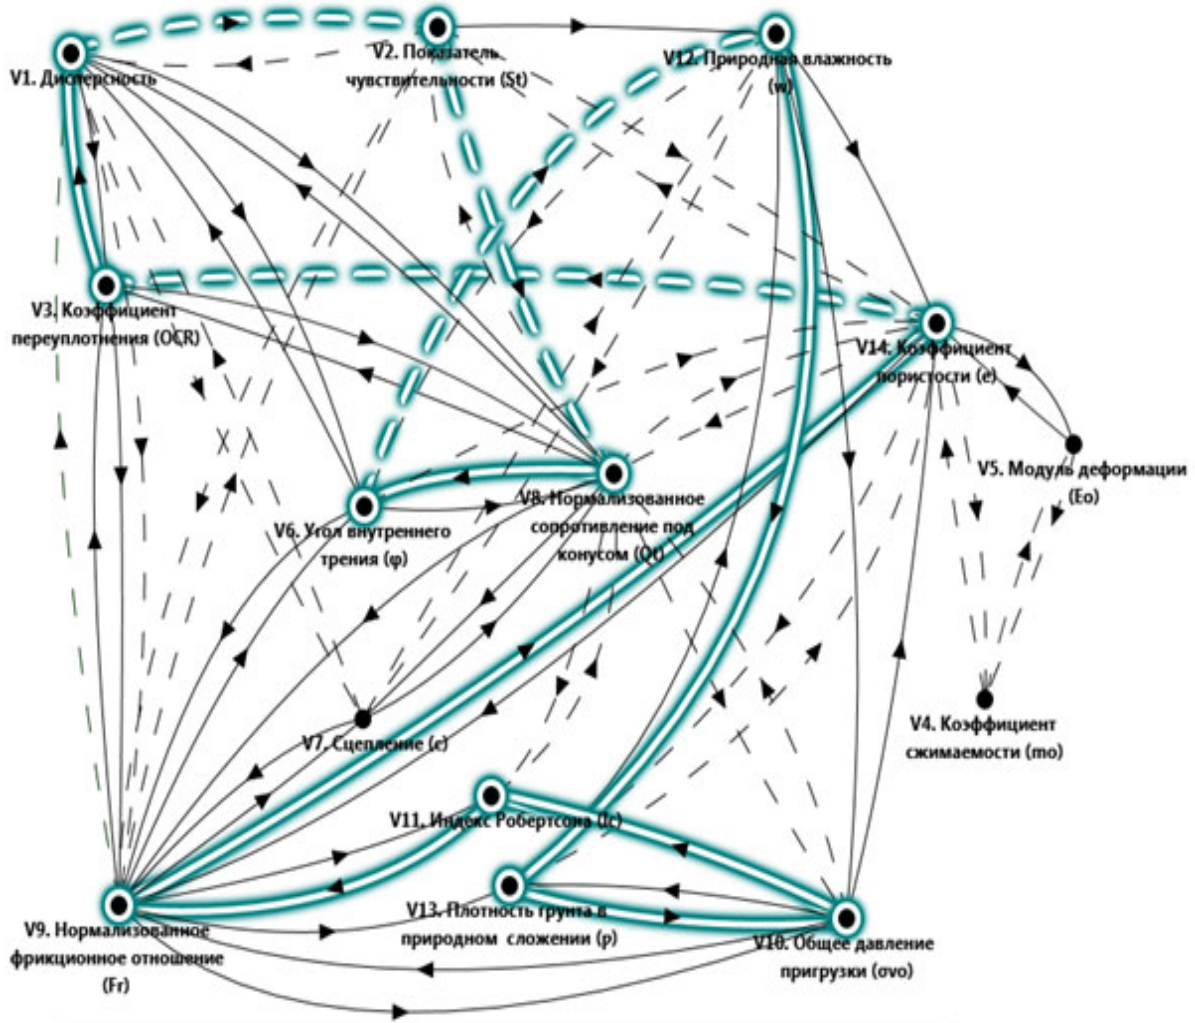 V1. Дисперсность
V2. Показатель
чувствительности (St)
V12. Природная влажность
(w)
V3. Коэффициент
переуплотнения (OCR)
V14. Коэффициент
пористости (e)
V5. Модуль деформации
(Eo)
V6. Угол внутреннего
трения (φ)
V8. Нормализованное
сопротивление под
конусом (Qt)
V7. Сцепление (c)
V4. Коэффициент
сжимаемости (mo)
V11. Индекс Робертсона (Ic)
V9. Нормализованное
фрикционное отношение
(Fr)
V13. Плотность грунта в
природном сложении (p)
V10. Общее давление
пригрузки (σvo)